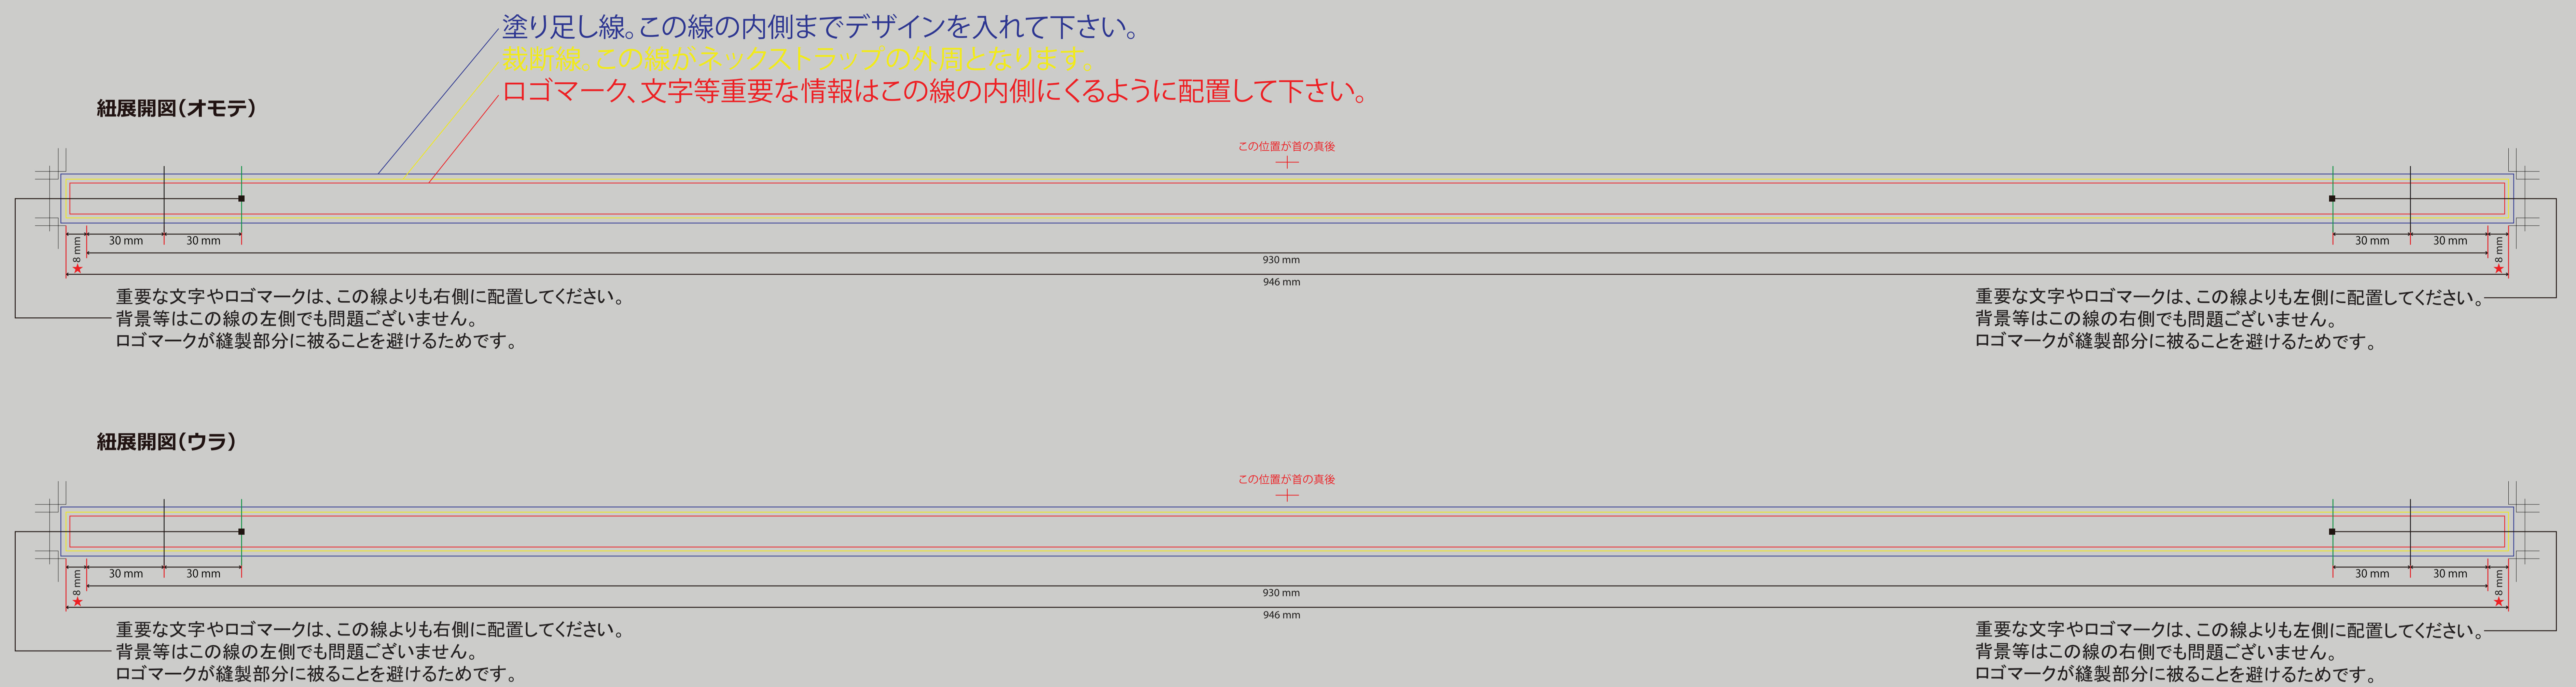 塗り足し線。この線の内側までデザインを入れて下さい。
裁断線。この線がネックストラップの外周となります。
ロゴマーク、文字等重要な情報はこの線の内側にくるように配置して下さい。
紐展開図(オモテ)
この位置が首の真後
30 mm
30 mm
30 mm
30 mm
8 mm
★
8 mm
★
930 mm
946 mm
重要な文字やロゴマークは、この線よりも右側に配置してください。
背景等はこの線の左側でも問題ございません。
ロゴマークが縫製部分に被ることを避けるためです。
重要な文字やロゴマークは、この線よりも左側に配置してください。
背景等はこの線の右側でも問題ございません。
ロゴマークが縫製部分に被ることを避けるためです。
紐展開図(ウラ)
この位置が首の真後
30 mm
30 mm
30 mm
30 mm
8 mm
★
8 mm
★
930 mm
946 mm
重要な文字やロゴマークは、この線よりも右側に配置してください。
背景等はこの線の左側でも問題ございません。
ロゴマークが縫製部分に被ることを避けるためです。
重要な文字やロゴマークは、この線よりも左側に配置してください。
背景等はこの線の右側でも問題ございません。
ロゴマークが縫製部分に被ることを避けるためです。